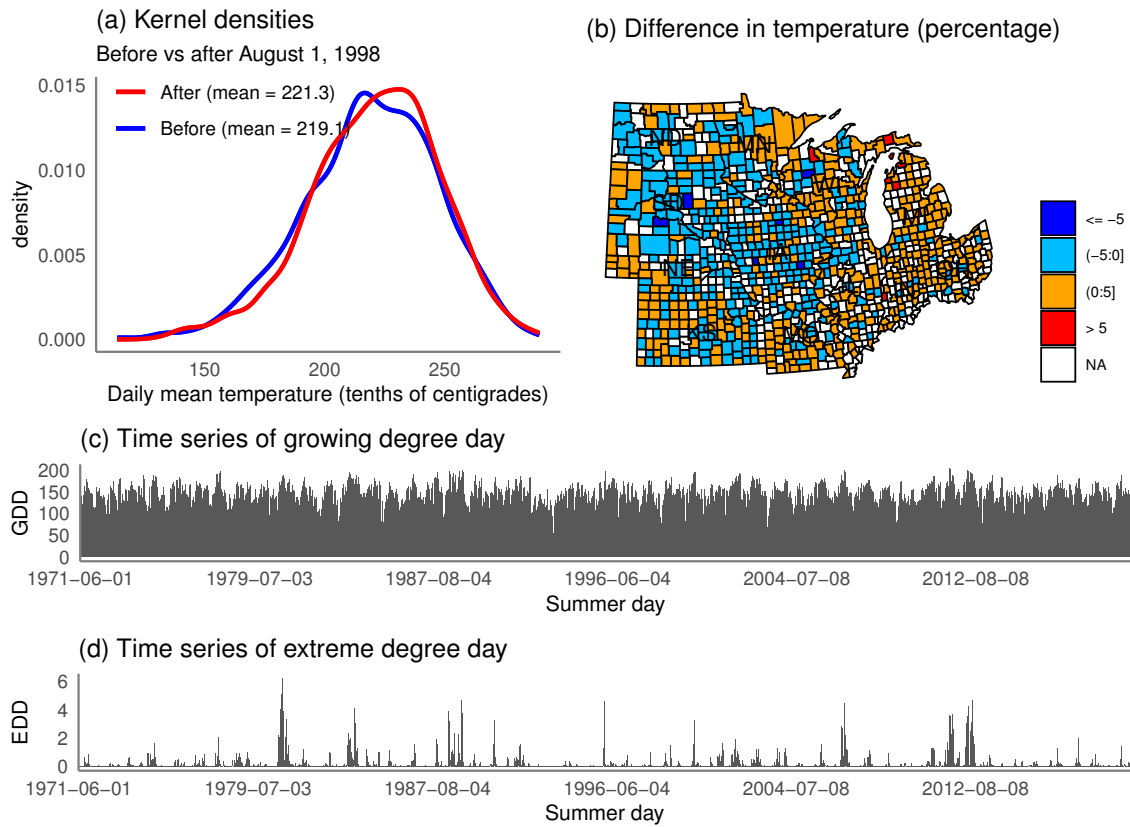 (a) Kernel densities
Before vs after August 1, 1998
After (mean = 221.3)
Before (mean = 219.1)
density
0.015
0.010
0.005
0.000
150 200 250
Daily mean temperature (tenths of centigrades)
(b) Difference in temperature (percentage)
ND
MN
WI
SD
MI
IA
NE
OH
KS
MO
<= −5
(−5:0]
(0:5]
> 5
NA
(c) Time series of growing degree day
GDD
200
150
100
50
0
1971−06−01 1979−07−03 1987−08−04 1996−06−04 2004−07−08 2012−08−08
Summer day
(d) Time series of extreme degree day
EDD
6
4
2
0
1971−06−01 1979−07−03 1987−08−04 1996−06−04 2004−07−08 2012−08−08
Summer day